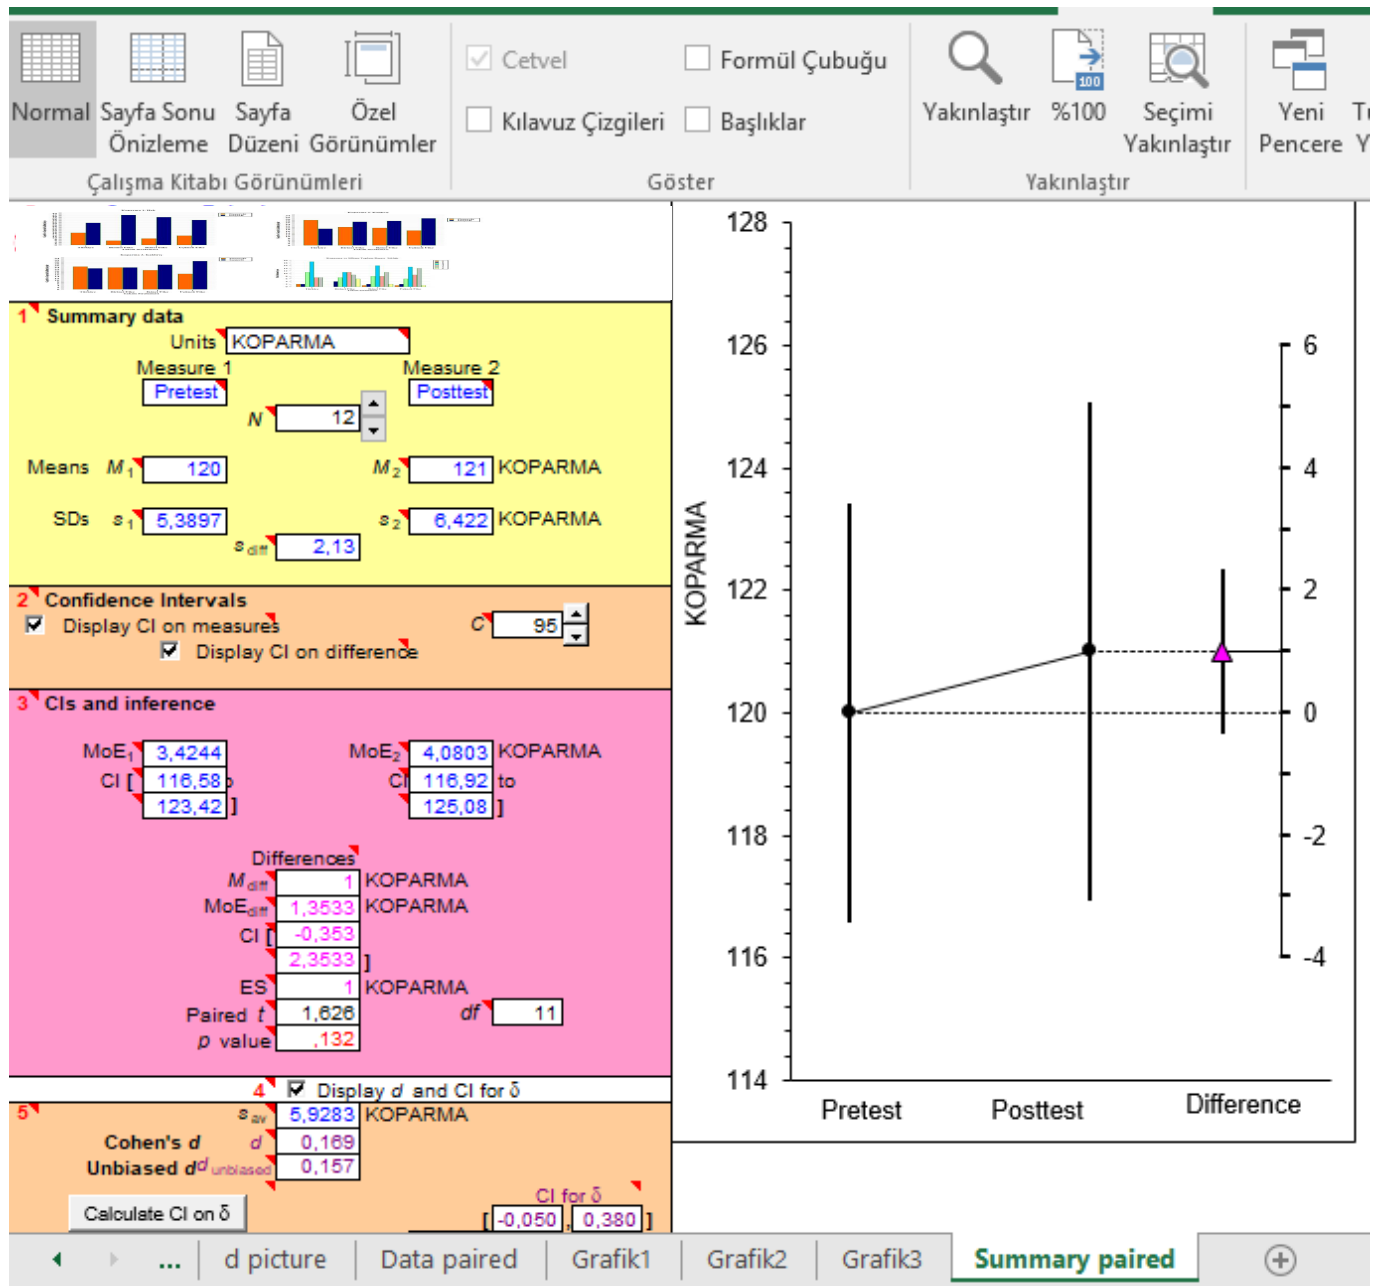 Normal
Sayfa Sonu Önizleme
Sayfa Düzeni
Özel Görünümler
Cetvel
Formül Çubuğu
Kılavuz Çizgileri
Başlıklar
Yakınlaştır
%100
100
Seçimi Yakınlaştır
Yeni Pencere
Çalışma Kitabı Görünümleri
Göster
Yakınlaştır
1 Summary data
Units KOPARMA
Measure 1 Measure 2
Pretest Posttest
N 12
Means M1 120 M2 121 KOPARMA
SDs s1 5,3897 s2 6,422 KOPARMA
s diff 2,13
2 Confidence Intervals
Display CI on measures C 95
Display CI on difference
3 CIs and inference
MoE1 3,4244 MoE2 4,0803 KOPARMA
CI [ 116,58 CI 116,92 to
123,42 ] 125,08 ]
Differences
M diff 1 KOPARMA
MoE diff 1,3533 KOPARMA
CI [ -0,353
2,3533 ]
ES 1 KOPARMA
Paired t 1,626 df 11
p value ,132
4 Display d and CI for δ
5 s av 5,9283 KOPARMA
Cohen's d d 0,169
Unbiased d d unbiased 0,157
CI for δ
Calculate CI on δ [ -0,050 , 0,380 ]
KOPARMA
128
126
124
122
120
118
116
114
6
4
2
0
-2
-4
Pretest Posttest Difference
... d picture Data paired Grafik1 Grafik2 Grafik3 Summary paired